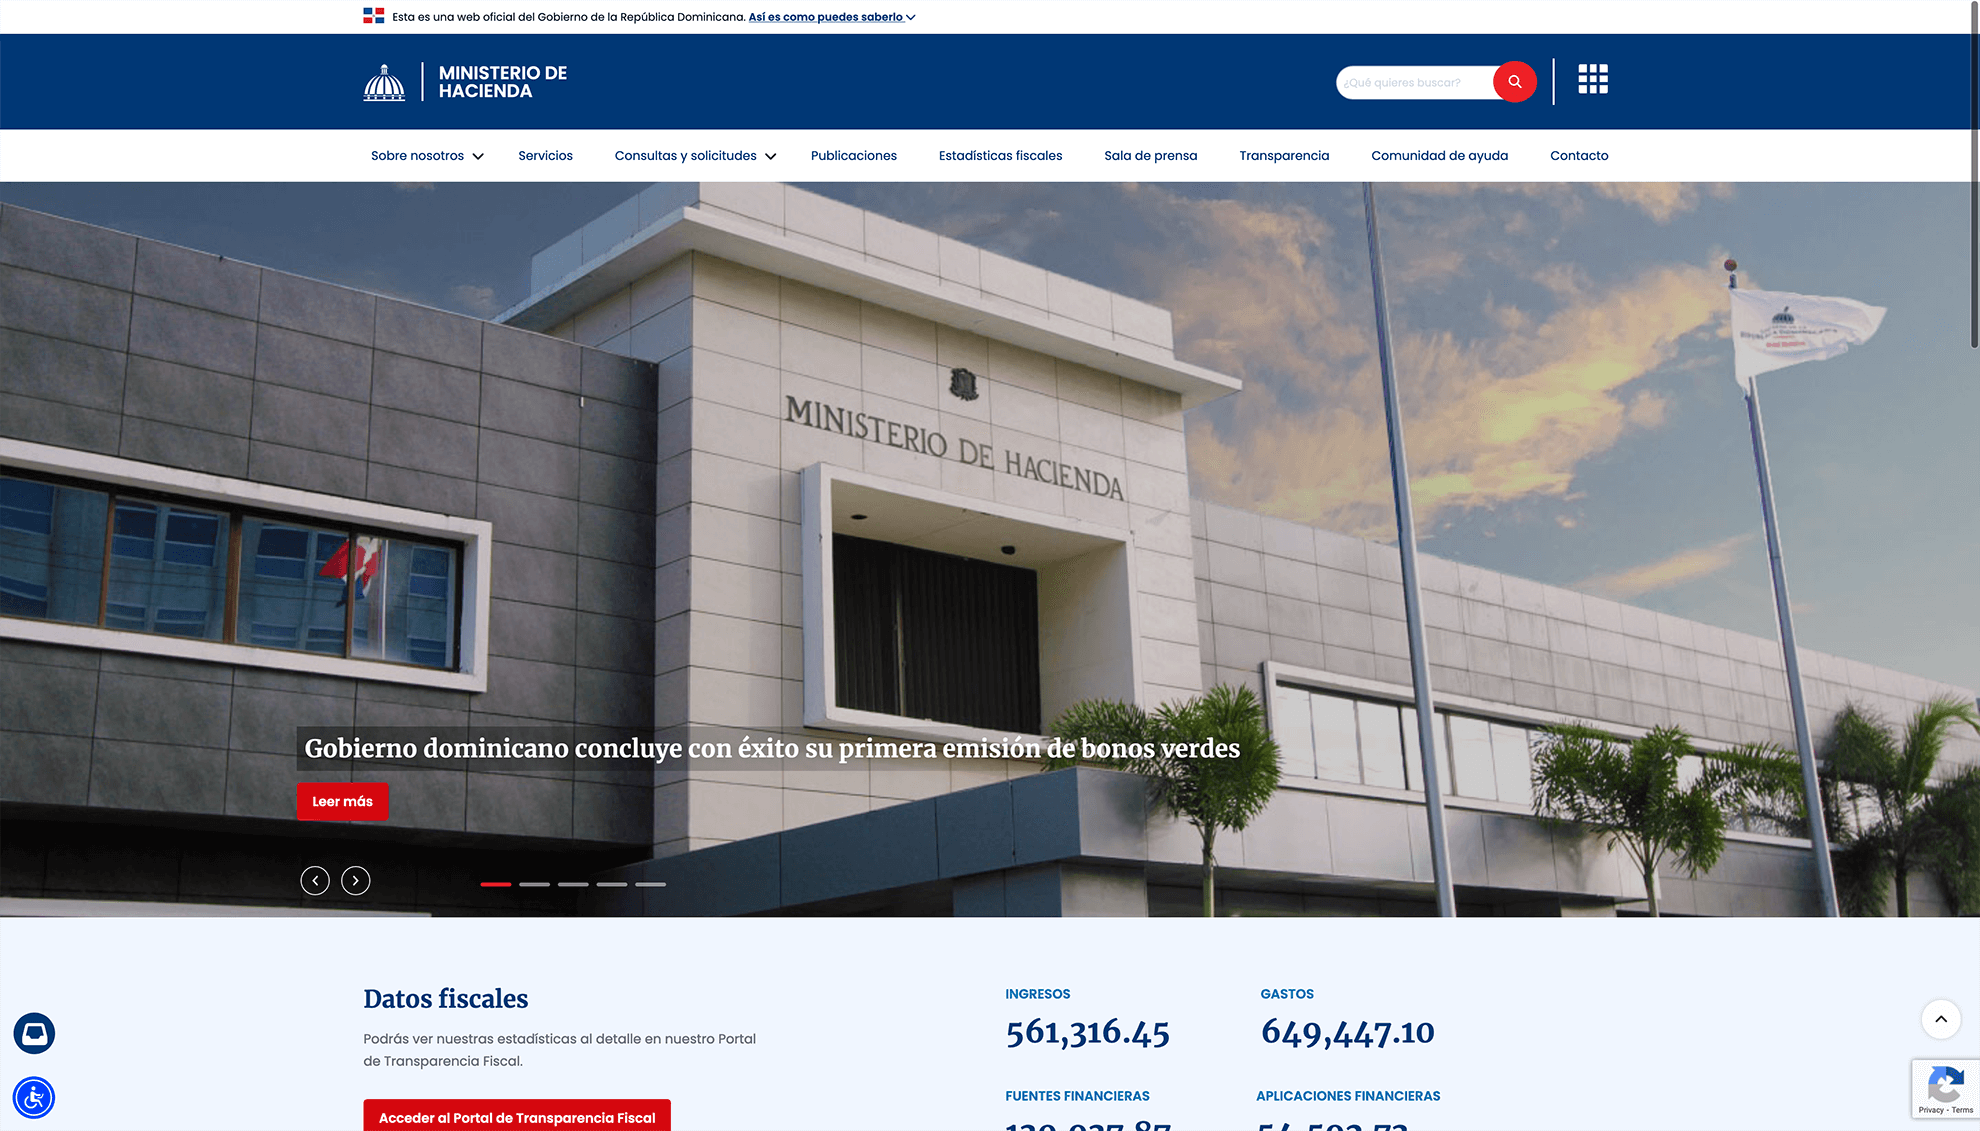 Esta es una web oficial del Gobierno de la República Dominicana. Así es como puedes saberlo
MINISTERIO DE
HACIENDA
¿Qué quieres buscar?
Sobre nosotros Servicios Consultas y solicitudes Publicaciones Estadísticas fiscales Sala de prensa Transparencia Comunidad de ayuda Contacto
MINISTERIO DE HACIENDA
Gobierno dominicano concluye con éxito su primera emisión de bonos verdes
Leer más
Datos fiscales
Podrás ver nuestras estadísticas al detalle en nuestro Portal
de Transparencia Fiscal.
Acceder al Portal de Transparencia Fiscal
INGRESOS
561,316.45
GASTOS
649,447.10
FUENTES FINANCIERAS
APLICACIONES FINANCIERAS
Privacy - Terms